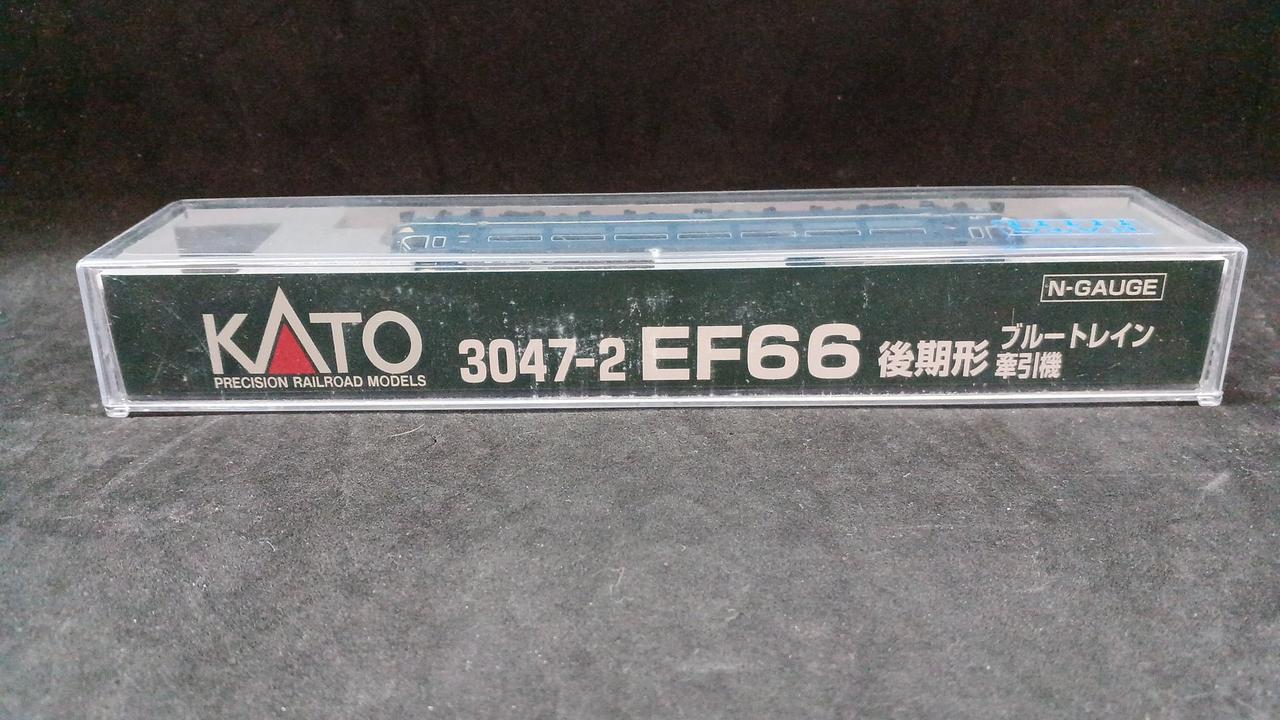 N-GAUGE
KATO
PRECISION RAILROAD MODELS
3047-2 EF66 後期形
ブルートレイン
牽引機